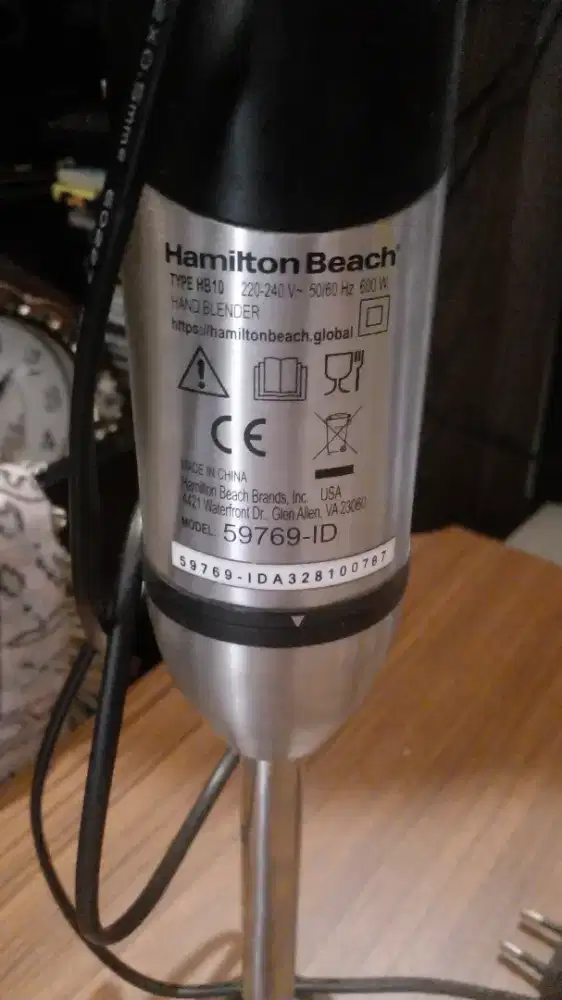 Hamilton Beach
TYPE HB10 220-240 V~ 50/60 Hz 600 W
HAND BLENDER
https://hamiltonbeach.global
CE
MADE IN CHINA
Hamilton Beach Brands, Inc. USA
4421 Waterfront Dr., Glen Allen, VA 23060
MODEL: 59769-ID
59769-IDA328100787